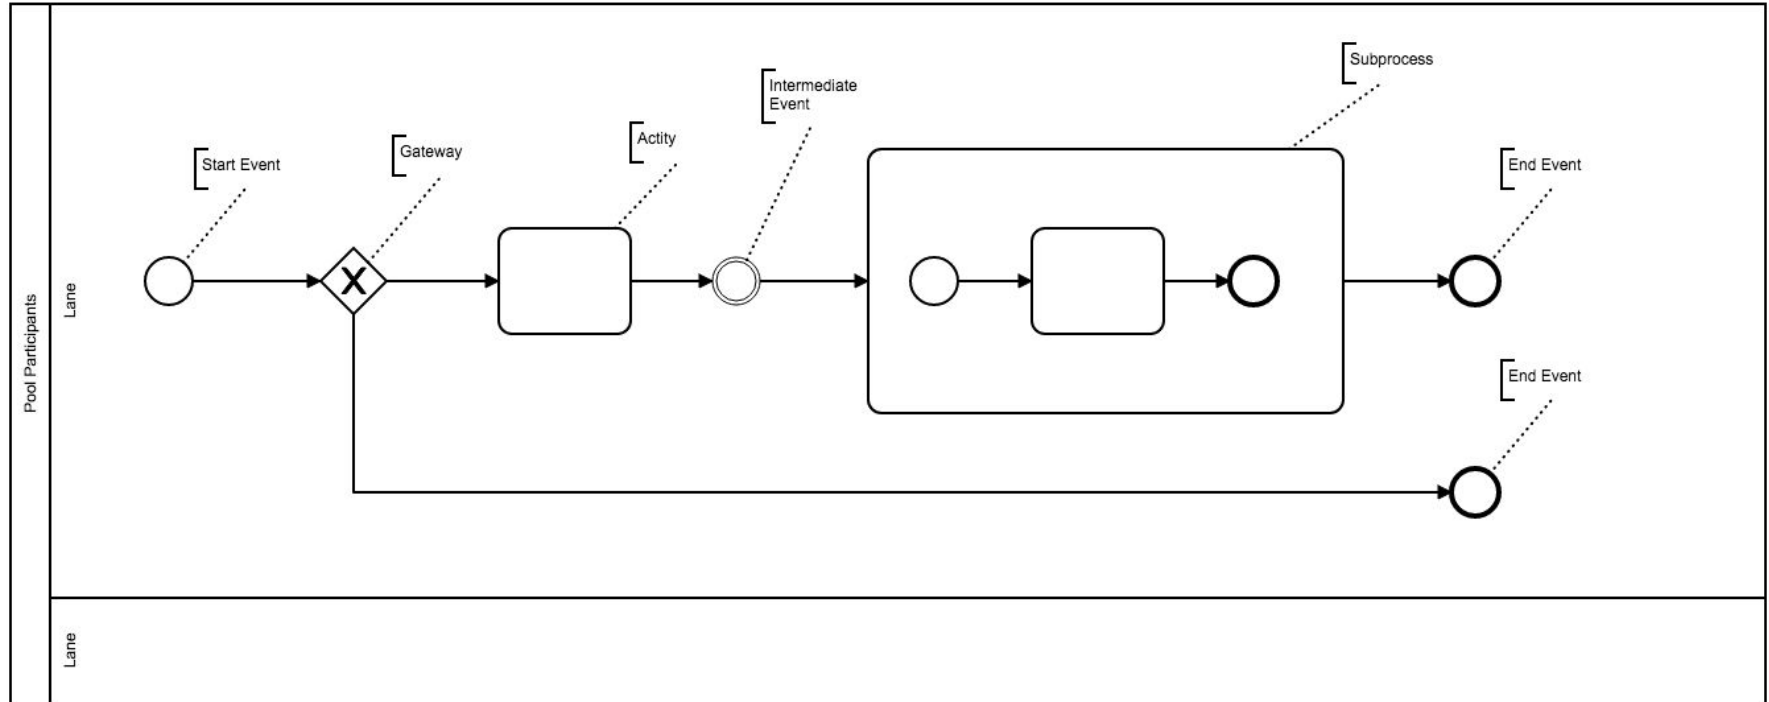 Pool Participants
Lane
Start Event
Gateway
X
Actity
Intermediate
Event
Subprocess
End Event
End Event
Lane